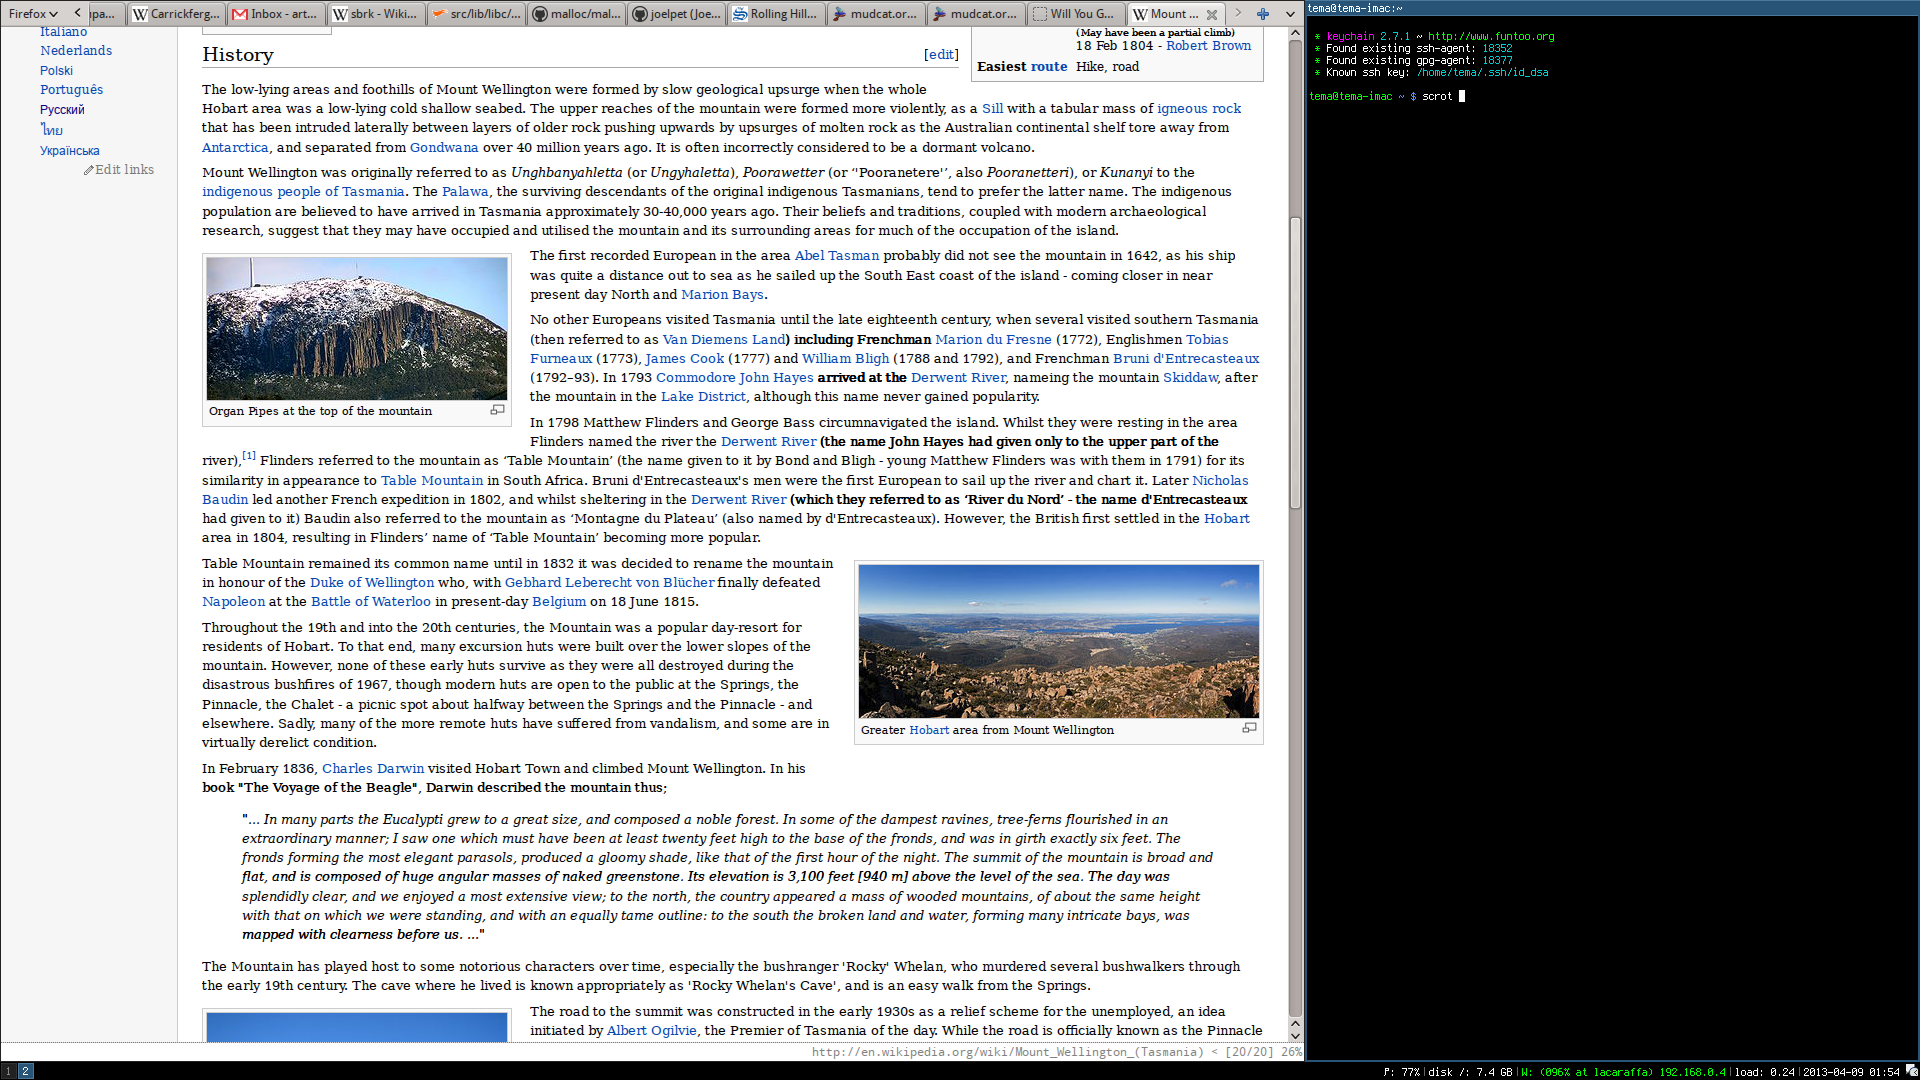 Firefox
ipa...
Carrickferg...
Inbox - art...
sbrk - Wiki...
src/lib/libc/...
malloc/mal...
joelpet (Joe...
Rolling Hill...
mudcat.or...
mudcat.or...
Will You G...
Mount ...
Italiano
Nederlands
Polski
Português
Русский
ไทย
Українська
Edit links
(May have been a partial climb)
18 Feb 1804 - Robert Brown
Easiest route Hike, road
History [edit]
The low-lying areas and foothills of Mount Wellington were formed by slow geological upsurge when the whole
Hobart area was a low-lying cold shallow seabed. The upper reaches of the mountain were formed more violently, as a Sill with a tabular mass of igneous rock
that has been intruded laterally between layers of older rock pushing upwards by upsurges of molten rock as the Australian continental shelf tore away from
Antarctica, and separated from Gondwana over 40 million years ago. It is often incorrectly considered to be a dormant volcano.
Mount Wellington was originally referred to as Unghbanyahletta (or Ungyhaletta), Poorawetter (or ‘'Pooranetere'’, also Pooranetteri), or Kunanyi to the
indigenous people of Tasmania. The Palawa, the surviving descendants of the original indigenous Tasmanians, tend to prefer the latter name. The indigenous
population are believed to have arrived in Tasmania approximately 30-40,000 years ago. Their beliefs and traditions, coupled with modern archaeological
research, suggest that they may have occupied and utilised the mountain and its surrounding areas for much of the occupation of the island.
The first recorded European in the area Abel Tasman probably did not see the mountain in 1642, as his ship
was quite a distance out to sea as he sailed up the South East coast of the island - coming closer in near
present day North and Marion Bays.
No other Europeans visited Tasmania until the late eighteenth century, when several visited southern Tasmania
(then referred to as Van Diemens Land) including Frenchman Marion du Fresne (1772), Englishmen Tobias
Furneaux (1773), James Cook (1777) and William Bligh (1788 and 1792), and Frenchman Bruni d'Entrecasteaux
(1792–93). In 1793 Commodore John Hayes arrived at the Derwent River, nameing the mountain Skiddaw, after
the mountain in the Lake District, although this name never gained popularity.
Organ Pipes at the top of the mountain
In 1798 Matthew Flinders and George Bass circumnavigated the island. Whilst they were resting in the area
Flinders named the river the Derwent River (the name John Hayes had given only to the upper part of the
river),[1] Flinders referred to the mountain as ‘Table Mountain’ (the name given to it by Bond and Bligh - young Matthew Flinders was with them in 1791) for its
similarity in appearance to Table Mountain in South Africa. Bruni d'Entrecasteaux's men were the first European to sail up the river and chart it. Later Nicholas
Baudin led another French expedition in 1802, and whilst sheltering in the Derwent River (which they referred to as ‘River du Nord’ - the name d'Entrecasteaux
had given to it) Baudin also referred to the mountain as ‘Montagne du Plateau’ (also named by d'Entrecasteaux). However, the British first settled in the Hobart
area in 1804, resulting in Flinders’ name of ‘Table Mountain’ becoming more popular.
Table Mountain remained its common name until in 1832 it was decided to rename the mountain
in honour of the Duke of Wellington who, with Gebhard Leberecht von Blücher finally defeated
Napoleon at the Battle of Waterloo in present-day Belgium on 18 June 1815.
Throughout the 19th and into the 20th centuries, the Mountain was a popular day-resort for
residents of Hobart. To that end, many excursion huts were built over the lower slopes of the
mountain. However, none of these early huts survive as they were all destroyed during the
disastrous bushfires of 1967, though modern huts are open to the public at the Springs, the
Pinnacle, the Chalet - a picnic spot about halfway between the Springs and the Pinnacle - and
elsewhere. Sadly, many of the more remote huts have suffered from vandalism, and some are in
virtually derelict condition.
Greater Hobart area from Mount Wellington
In February 1836, Charles Darwin visited Hobart Town and climbed Mount Wellington. In his
book "The Voyage of the Beagle", Darwin described the mountain thus;
"... In many parts the Eucalypti grew to a great size, and composed a noble forest. In some of the dampest ravines, tree-ferns flourished in an
extraordinary manner; I saw one which must have been at least twenty feet high to the base of the fronds, and was in girth exactly six feet. The
fronds forming the most elegant parasols, produced a gloomy shade, like that of the first hour of the night. The summit of the mountain is broad and
flat, and is composed of huge angular masses of naked greenstone. Its elevation is 3,100 feet [940 m] above the level of the sea. The day was
splendidly clear, and we enjoyed a most extensive view; to the north, the country appeared a mass of wooded mountains, of about the same height
with that on which we were standing, and with an equally tame outline: to the south the broken land and water, forming many intricate bays, was
mapped with clearness before us. ..."
The Mountain has played host to some notorious characters over time, especially the bushranger 'Rocky' Whelan, who murdered several bushwalkers through
the early 19th century. The cave where he lived is known appropriately as 'Rocky Whelan's Cave', and is an easy walk from the Springs.
The road to the summit was constructed in the early 1930s as a relief scheme for the unemployed, an idea
initiated by Albert Ogilvie, the Premier of Tasmania of the day. While the road is officially known as the Pinnacle
http://en.wikipedia.org/wiki/Mount_Wellington_(Tasmania) < [20/20] 26%
tema@tema-imac:~
* keychain 2.7.1 ~ http://www.funtoo.org
* Found existing ssh-agent: 18352
* Found existing gpg-agent: 18377
* Known ssh key: /home/tema/.ssh/id_dsa
tema@tema-imac ~ $ scrot
1 2
P: 77%|disk /: 7.4 GB|W: (096% at lacaraffa) 192.168.0.4|load: 0.24|2013-04-09 01:54